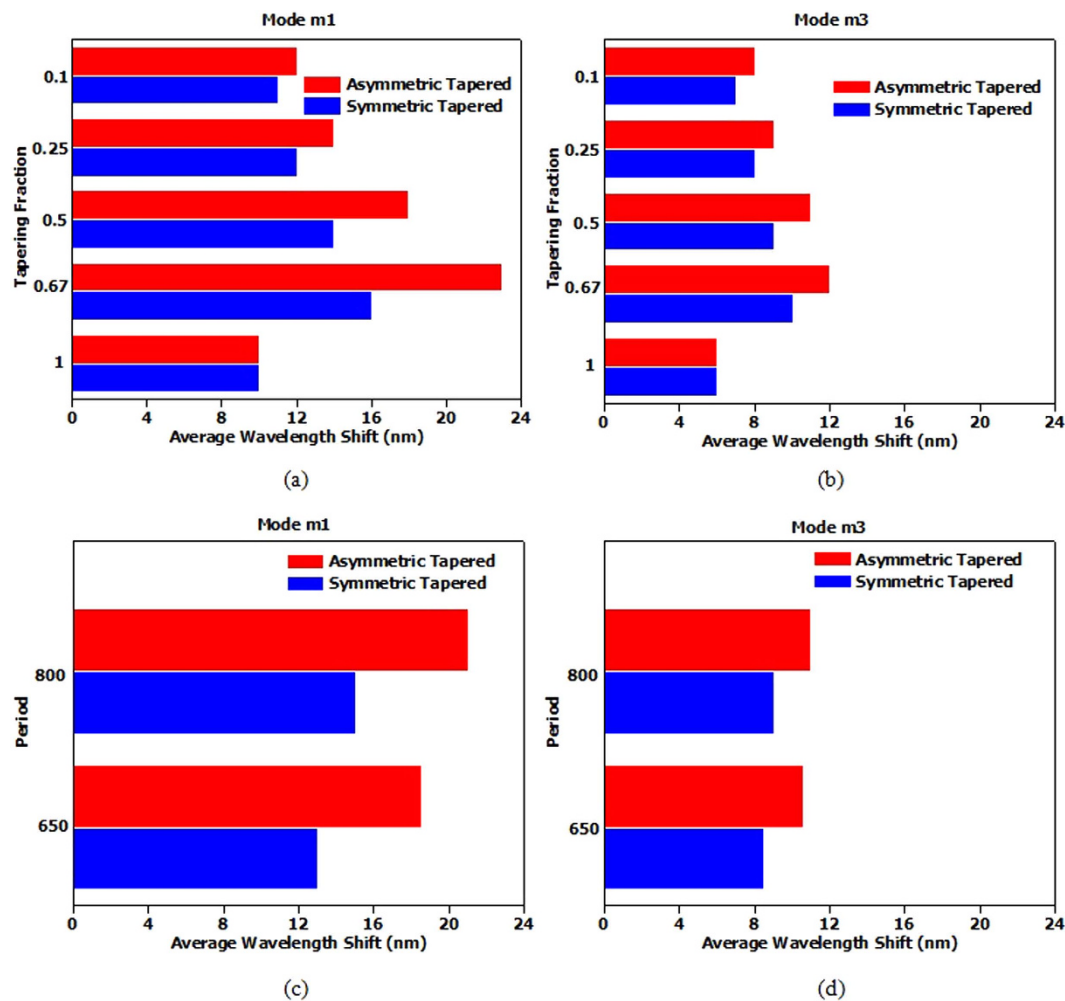 Mode m1
Asymmetric Tapered
Symmetric Tapered
Tapering Fraction
0.1
0.25
0.5
0.67
1
0 4 8 12 16 20 24
Average Wavelength Shift (nm)
(a)
Mode m3
Asymmetric Tapered
Symmetric Tapered
Tapering Fraction
0.1
0.25
0.5
0.67
1
0 4 8 12 16 20 24
Average Wavelength Shift (nm)
(b)
Mode m1
Asymmetric Tapered
Symmetric Tapered
Period
800
650
0 4 8 12 16 20 24
Average Wavelength Shift (nm)
(c)
Mode m3
Asymmetric Tapered
Symmetric Tapered
Period
800
650
0 4 8 12 16 20 24
Average Wavelength Shift (nm)
(d)